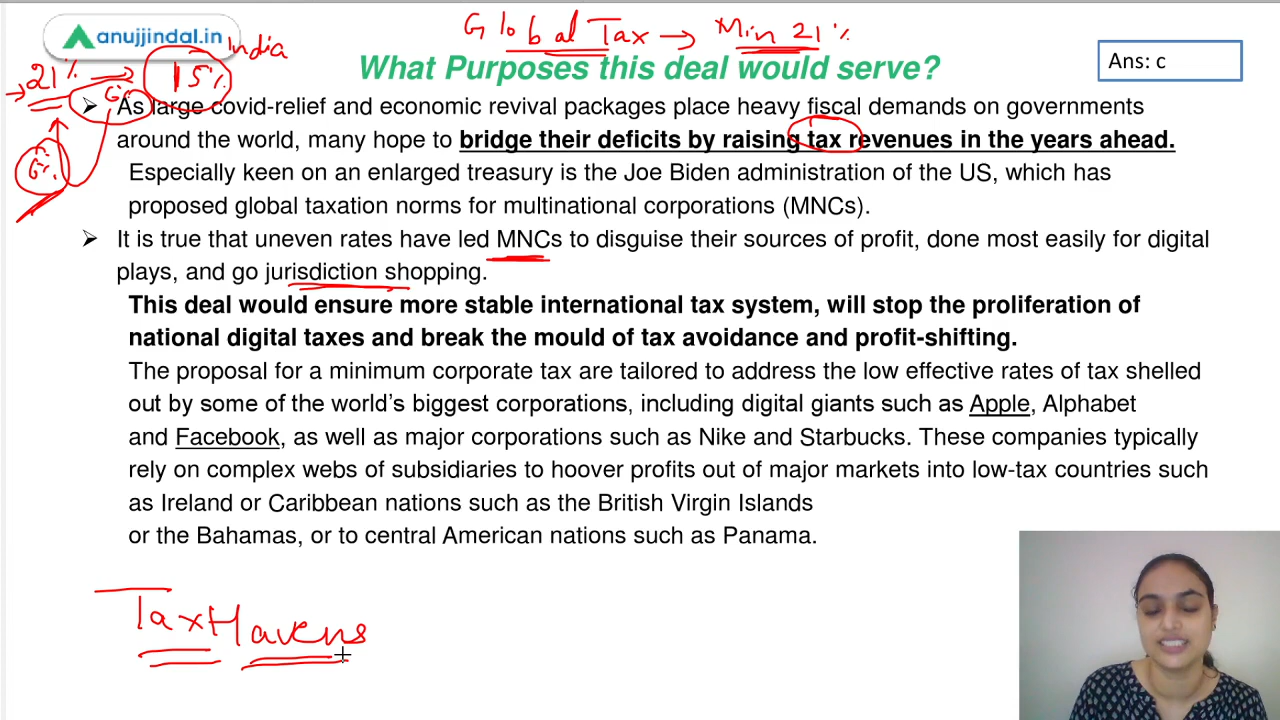 anujjindal.in
Global Tax → Min 21%
India
21% → 15%
Gr.
Gr.
What Purposes this deal would serve?
Ans: c
➤ As large covid-relief and economic revival packages place heavy fiscal demands on governments
around the world, many hope to bridge their deficits by raising tax revenues in the years ahead.
Especially keen on an enlarged treasury is the Joe Biden administration of the US, which has
proposed global taxation norms for multinational corporations (MNCs).
➤ It is true that uneven rates have led MNCs to disguise their sources of profit, done most easily for digital
plays, and go jurisdiction shopping.
This deal would ensure more stable international tax system, will stop the proliferation of
national digital taxes and break the mould of tax avoidance and profit-shifting.
The proposal for a minimum corporate tax are tailored to address the low effective rates of tax shelled
out by some of the world's biggest corporations, including digital giants such as Apple, Alphabet
and Facebook, as well as major corporations such as Nike and Starbucks. These companies typically
rely on complex webs of subsidiaries to hoover profits out of major markets into low-tax countries such
as Ireland or Caribbean nations such as the British Virgin Islands
or the Bahamas, or to central American nations such as Panama.
Tax Havens